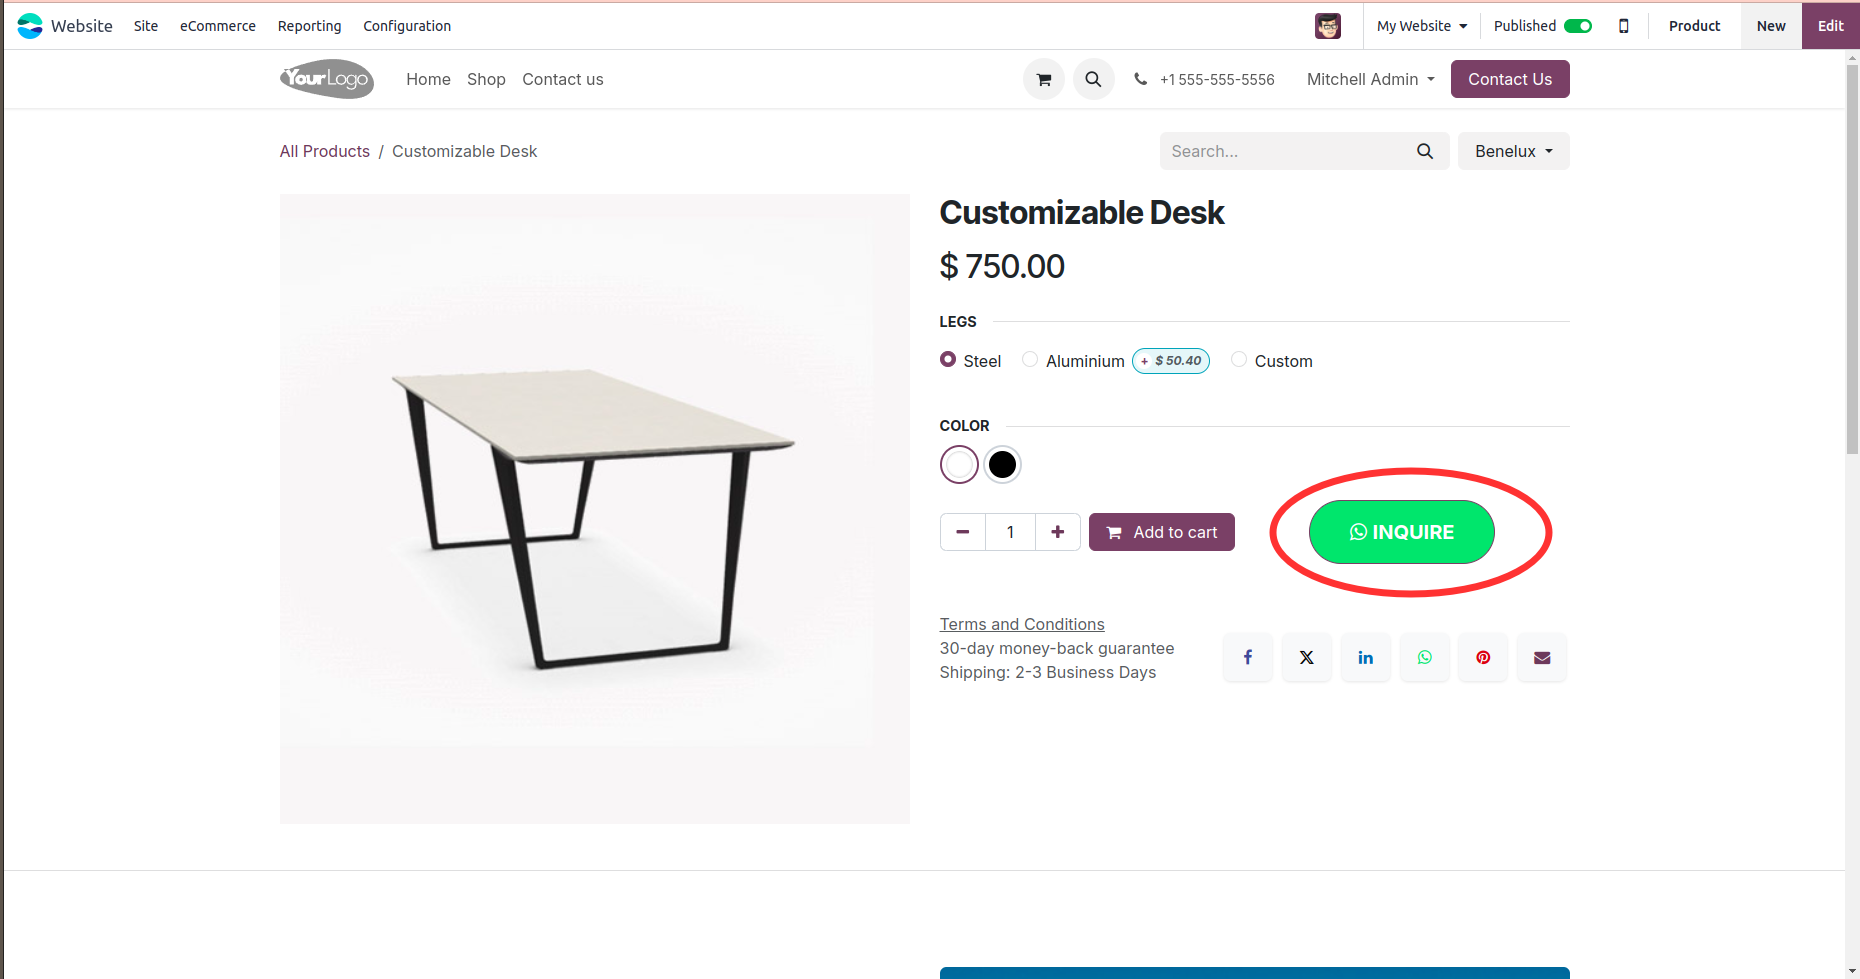 Website Site eCommerce Reporting Configuration My Website Published Product New Edit
YourLogo Home Shop Contact us +1 555-555-5556 Mitchell Admin Contact Us
All Products / Customizable Desk Search... Benelux
Customizable Desk
$ 750.00
LEGS
Steel Aluminium + $ 50.40 Custom
COLOR
1 Add to cart INQUIRE
Terms and Conditions
30-day money-back guarantee
Shipping: 2-3 Business Days